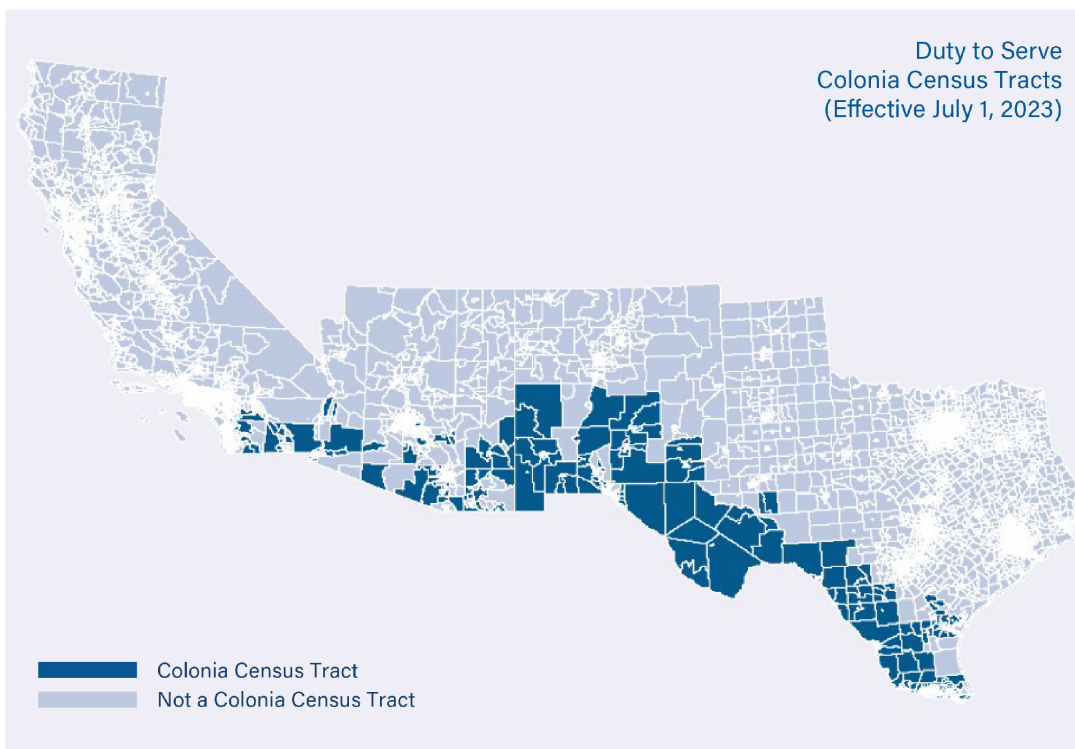 Duty to Serve
Colonia Census Tracts
(Effective July 1, 2023)
Colonia Census Tract
Not a Colonia Census Tract